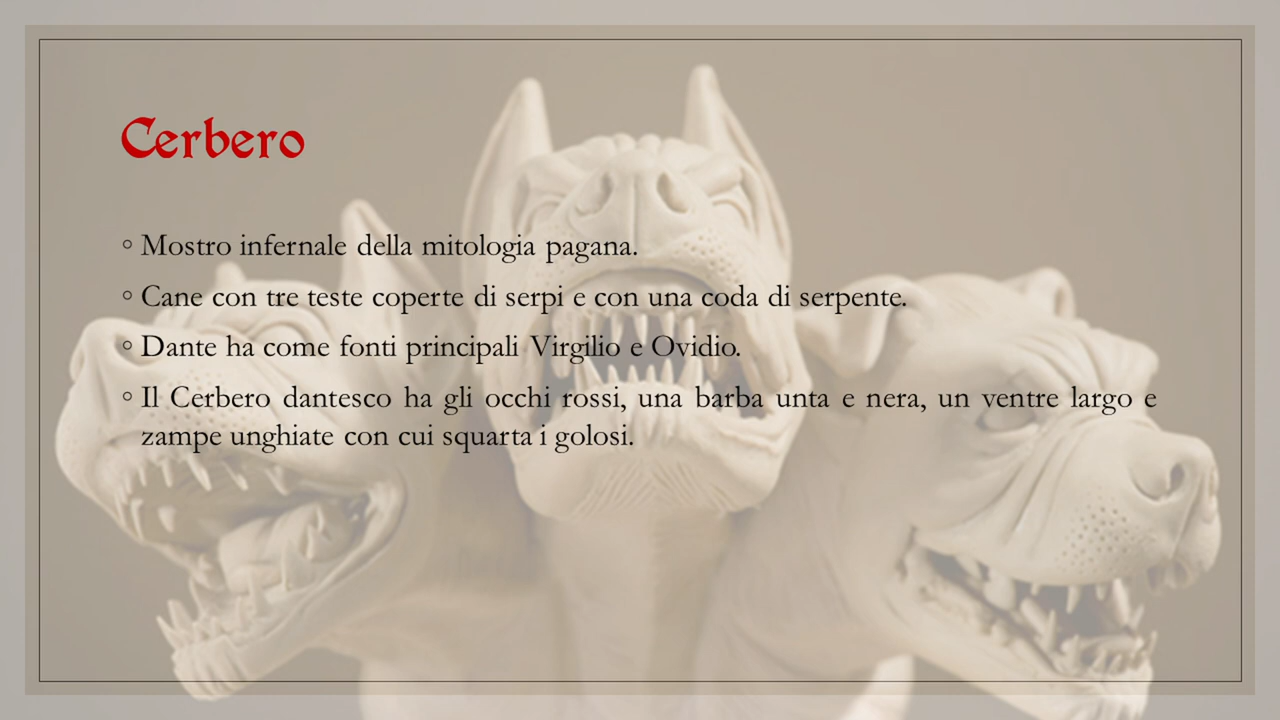 Cerbero
◦ Mostro infernale della mitologia pagana.
◦ Cane con tre teste coperte di serpi e con una coda di serpente.
◦ Dante ha come fonti principali Virgilio e Ovidio.
◦ Il Cerbero dantesco ha gli occhi rossi, una barba unta e nera, un ventre largo e
zampe unghiate con cui squarta i golosi.